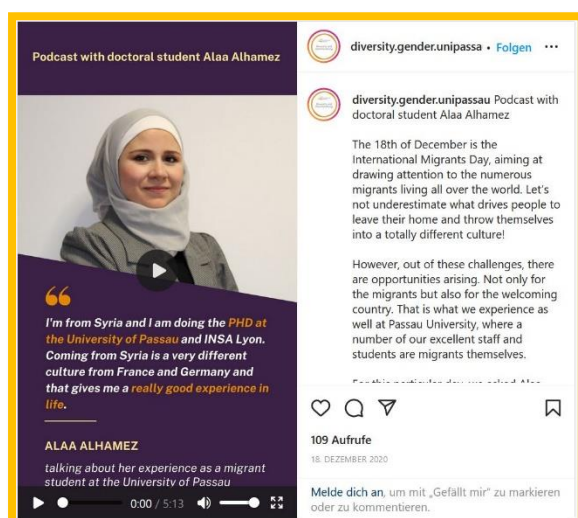 Podcast with doctoral student Alaa Alhamez
I'm from Syria and I am doing the PHD at
the University of Passau and INSA Lyon.
Coming from Syria is a very different
culture from France and Germany and
that gives me a really good experience in
life.
ALAA ALHAMEZ
talking about her experience as a migrant
student at the University of Passau
0:00 / 5:13
diversity.gender.unipassa • Folgen •••
diversity.gender.unipassau Podcast with
doctoral student Alaa Alhamez
The 18th of December is the
International Migrants Day, aiming at
drawing attention to the numerous
migrants living all over the world. Let's
not underestimate what drives people to
leave their home and throw themselves
into a totally different culture!
However, out of these challenges, there
are opportunities arising. Not only for
the migrants but also for the welcoming
country. That is what we experience as
well at Passau University, where a
number of our excellent staff and
students are migrants themselves.
For this particular day, we asked Alaa
109 Aufrufe
18. DEZEMBER 2020
Melde dich an, um mit „Gefällt mir" zu markieren
oder zu kommentieren.